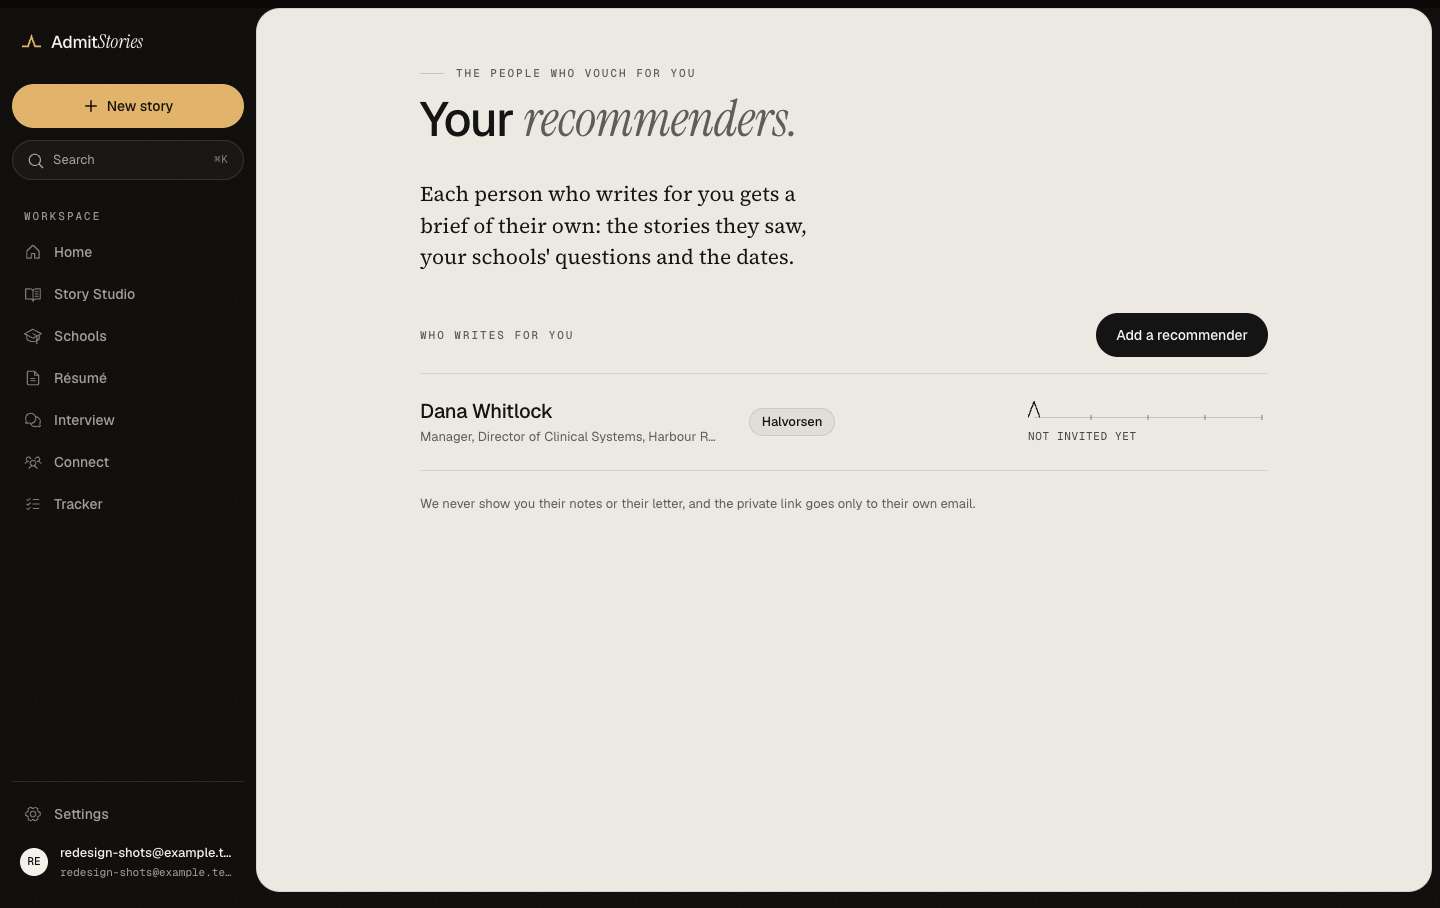 AdmitStories
New story
Search ⌘K
WORKSPACE
Home
Story Studio
Schools
Résumé
Interview
Connect
Tracker
Settings
RE
redesign-shots@example.t…
redesign-shots@example.te…
THE PEOPLE WHO VOUCH FOR YOU
Your recommenders.
Each person who writes for you gets a
brief of their own: the stories they saw,
your schools' questions and the dates.
WHO WRITES FOR YOU
Add a recommender
Dana Whitlock
Manager, Director of Clinical Systems, Harbour R…
Halvorsen
NOT INVITED YET
We never show you their notes or their letter, and the private link goes only to their own email.